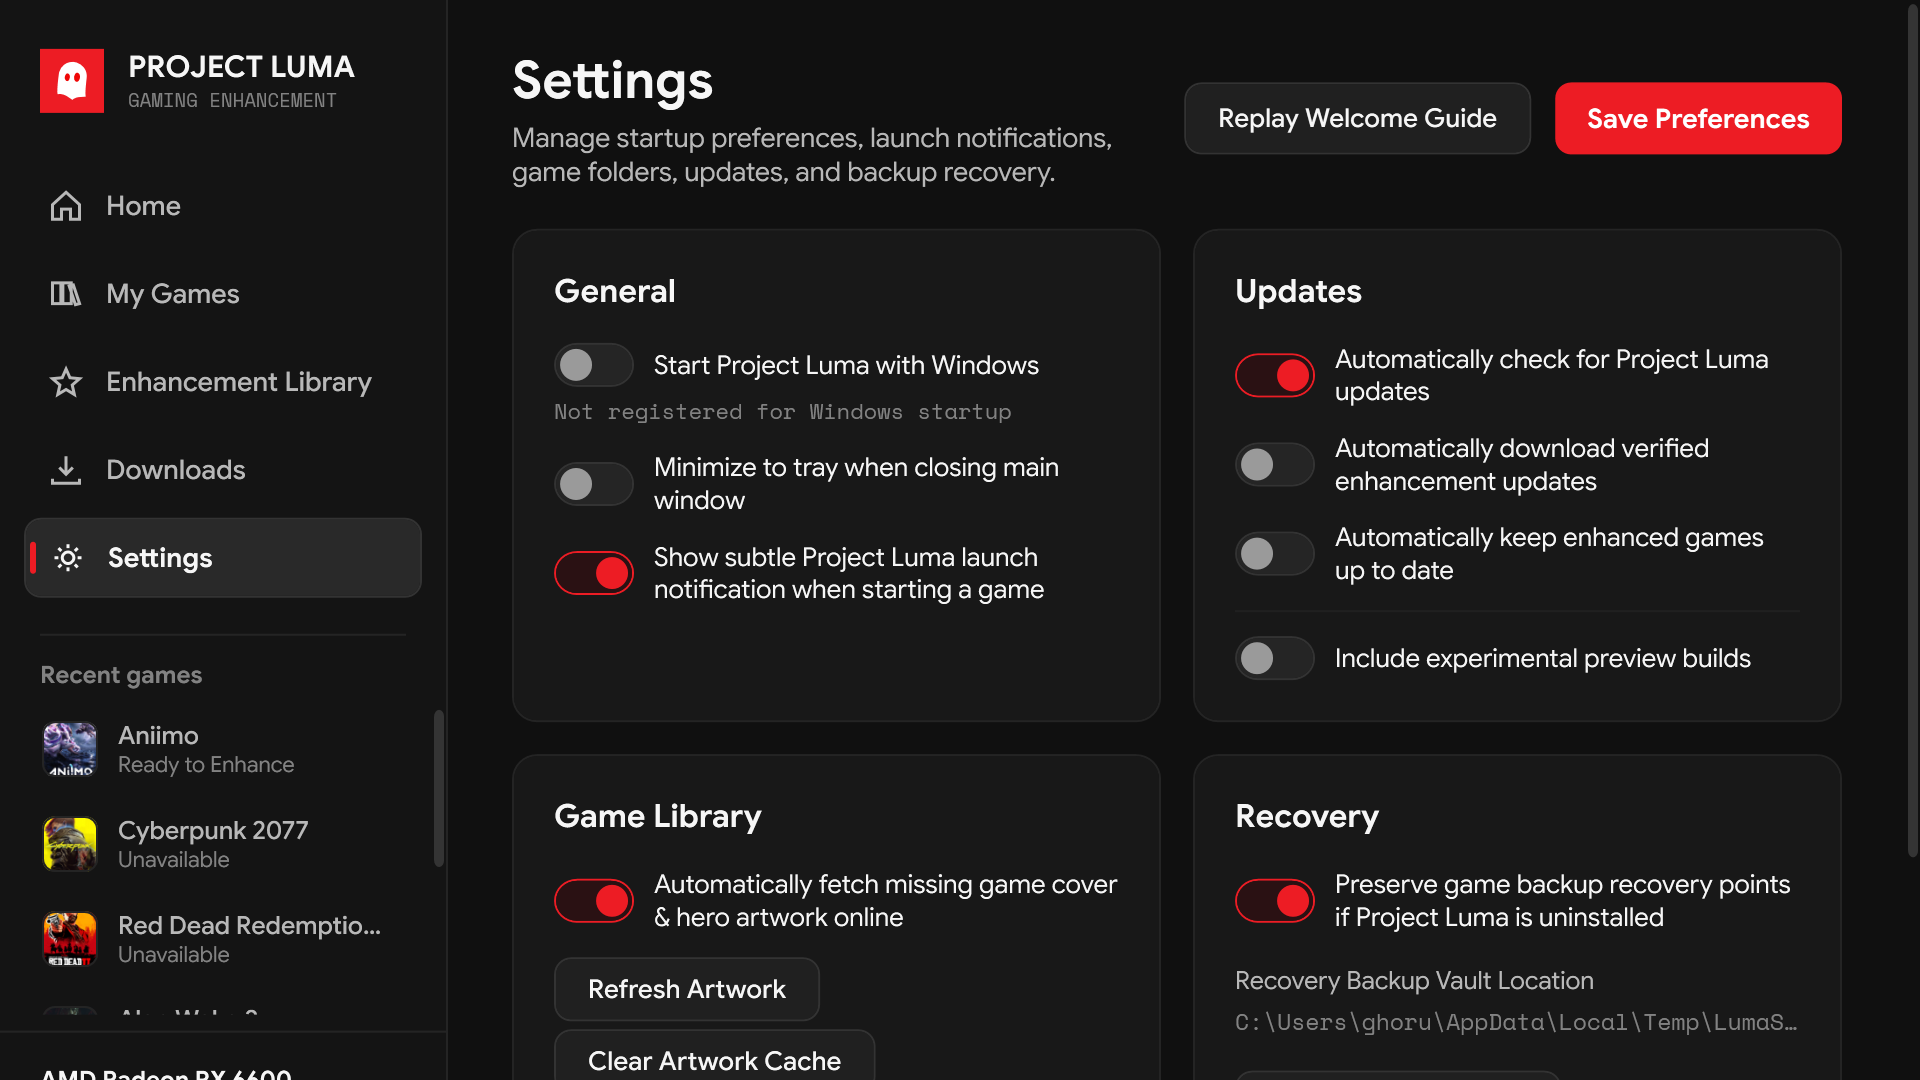 PROJECT LUMA
GAMING ENHANCEMENT
Home
My Games
Enhancement Library
Downloads
Settings
Recent games
Aniimo
Ready to Enhance
Cyberpunk 2077
Unavailable
Red Dead Redemptio...
Unavailable
AMD Radeon RX 6600
Settings
Manage startup preferences, launch notifications,
game folders, updates, and backup recovery.
Replay Welcome Guide
Save Preferences
General
Start Project Luma with Windows
Not registered for Windows startup
Minimize to tray when closing main
window
Show subtle Project Luma launch
notification when starting a game
Updates
Automatically check for Project Luma
updates
Automatically download verified
enhancement updates
Automatically keep enhanced games
up to date
Include experimental preview builds
Game Library
Automatically fetch missing game cover
& hero artwork online
Refresh Artwork
Clear Artwork Cache
Recovery
Preserve game backup recovery points
if Project Luma is uninstalled
Recovery Backup Vault Location
C:\Users\ghoru\AppData\Local\Temp\LumaS…